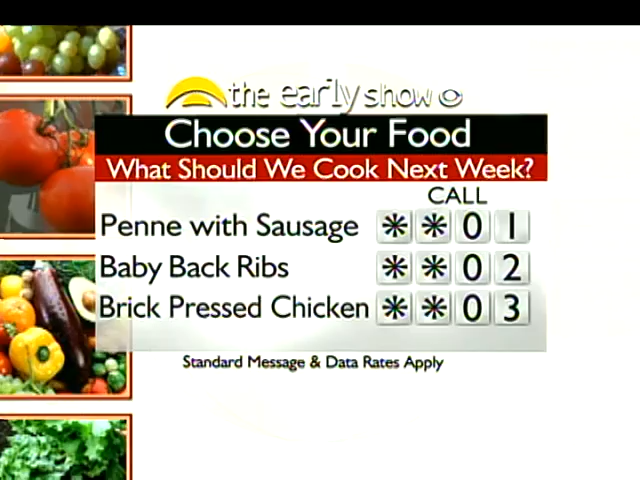 the early show
Choose Your Food
What Should We Cook Next Week?
CALL
Penne with Sausage **01
Baby Back Ribs **02
Brick Pressed Chicken **03
Standard Message & Data Rates Apply